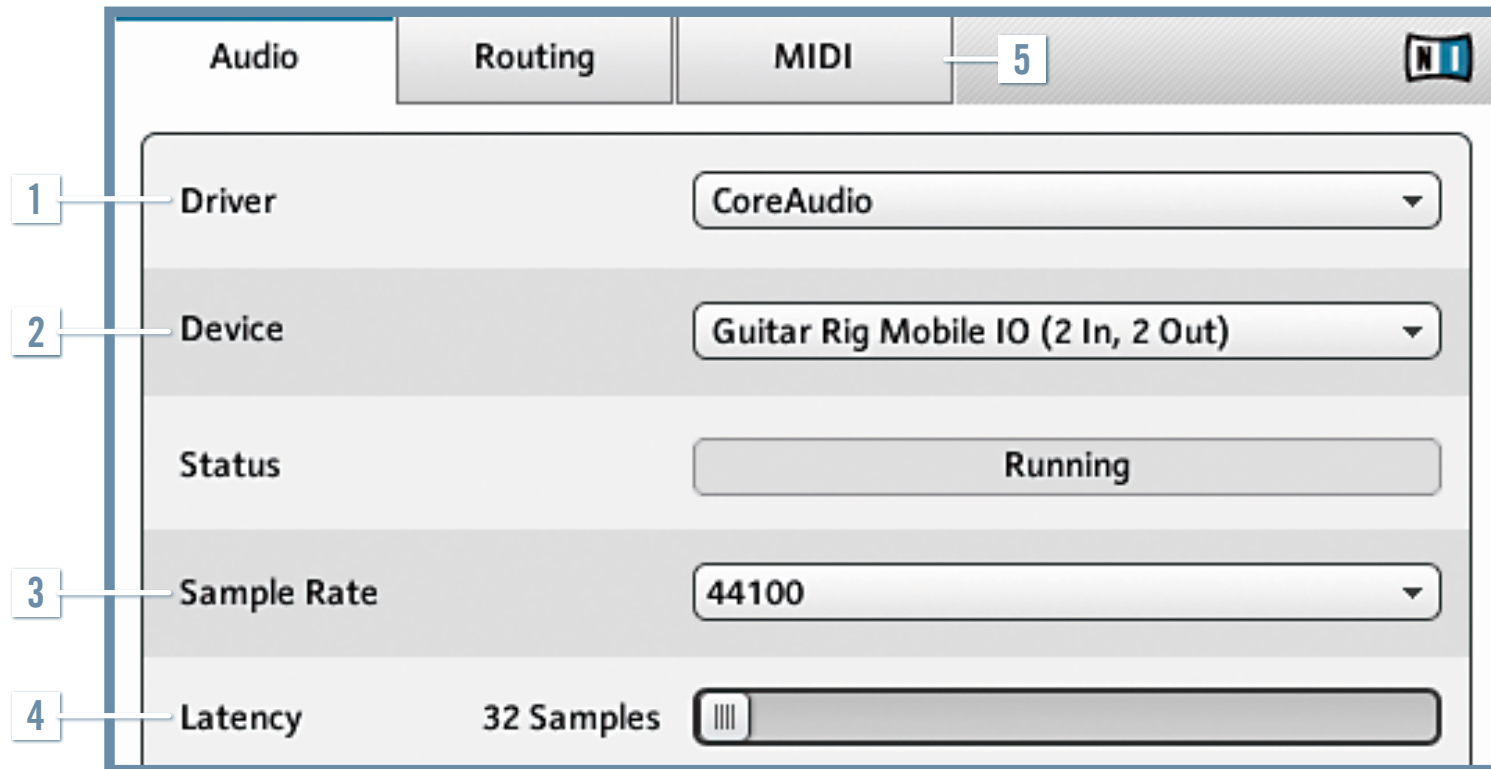 Audio Routing MIDI 5 NI
1 Driver CoreAudio
2 Device Guitar Rig Mobile IO (2 In, 2 Out)
Status Running
3 Sample Rate 44100
4 Latency 32 Samples